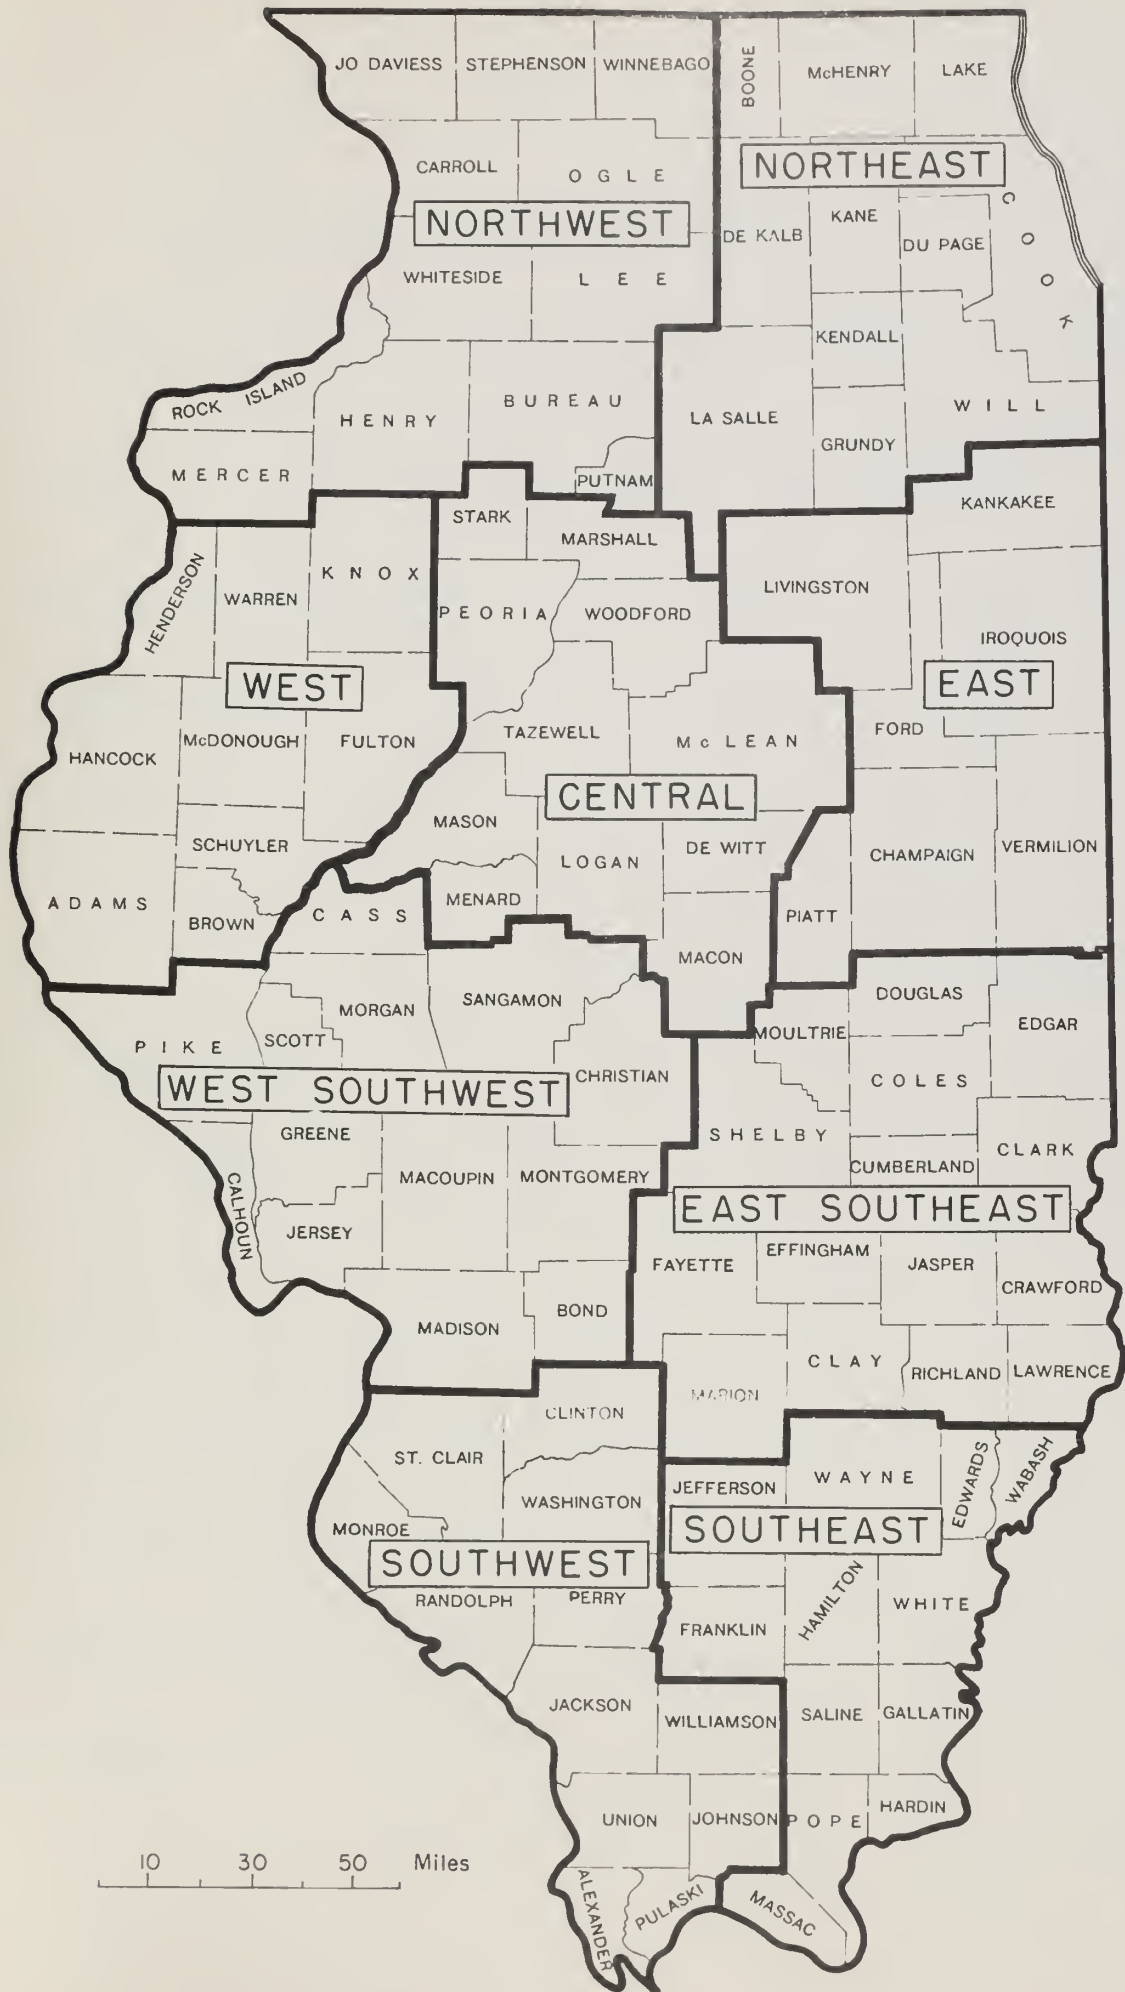 JO DAVIESS
STEPHENSON
WINNEBAGO
BOONE
McHENRY
LAKE
CARROLL
OGLE
NORTHEAST
NORTHWEST
DE KALB
KANE
DU PAGE
COOK
WHITESIDE
LEE
KENDALL
ROCK ISLAND
HENRY
BUREAU
LA SALLE
WILL
GRUNDY
MERCER
PUTNAM
KANKAKEE
STARK
MARSHALL
HENDERSON
WARREN
KNOX
PEORIA
WOODFORD
LIVINGSTON
IROQUOIS
WEST
EAST
HANCOCK
McDONOUGH
FULTON
TAZEWELL
McLEAN
FORD
CENTRAL
MASON
SCHUYLER
LOGAN
DE WITT
CHAMPAIGN
VERMILION
ADAMS
BROWN
CASS
MENARD
PIATT
MACON
SANGAMON
MORGAN
DOUGLAS
EDGAR
PIKE
SCOTT
MOULTRIE
WEST SOUTHWEST
CHRISTIAN
COLES
GREENE
SHELBY
CLARK
CALHOUN
MACOUPIN
MONTGOMERY
CUMBERLAND
EAST SOUTHEAST
JERSEY
FAYETTE
EFFINGHAM
JASPER
CRAWFORD
MADISON
BOND
CLAY
RICHLAND
LAWRENCE
MARION
CLINTON
ST. CLAIR
WAYNE
EDWARDS
WABASH
JEFFERSON
WASHINGTON
SOUTHEAST
MONROE
SOUTHWEST
RANDOLPH
PERRY
HAMILTON
WHITE
FRANKLIN
JACKSON
WILLIAMSON
SALINE
GALLATIN
UNION
JOHNSON
POPE
HARDIN
10 30 50 Miles
ALEXANDER
PULASKI
MASSAC